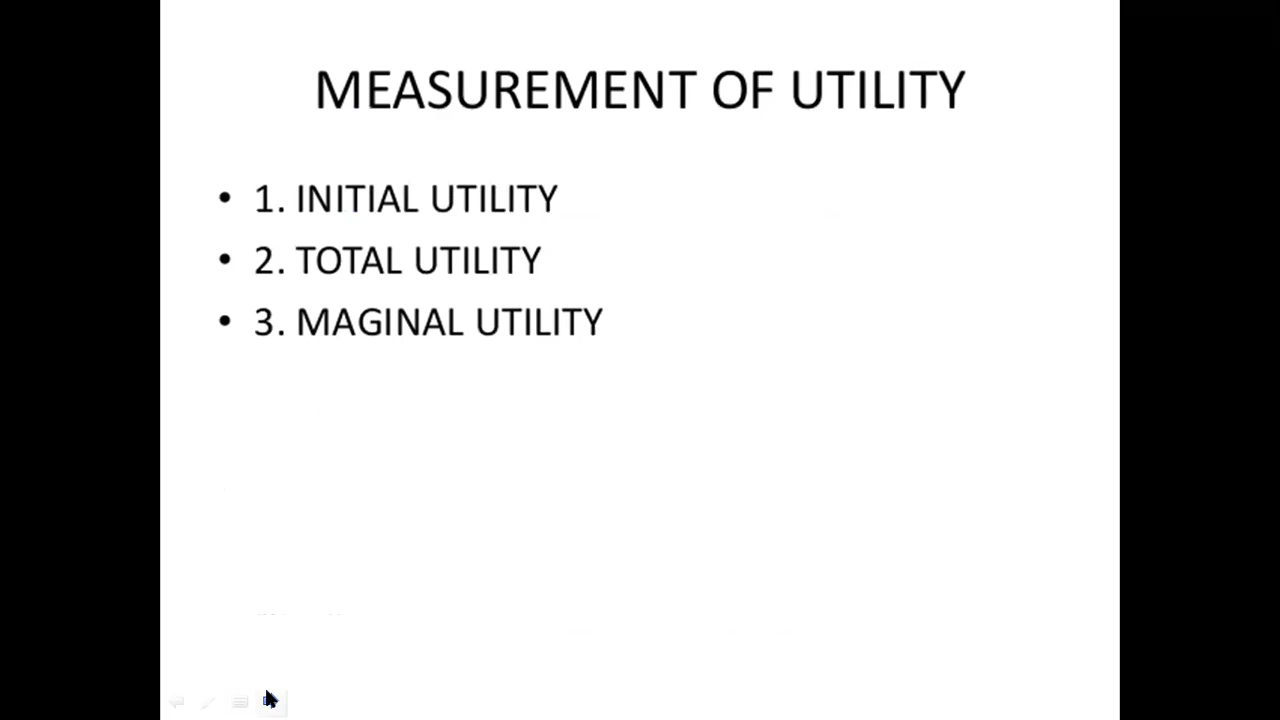 MEASUREMENT OF UTILITY
• 1. INITIAL UTILITY
• 2. TOTAL UTILITY
• 3. MAGINAL UTILITY